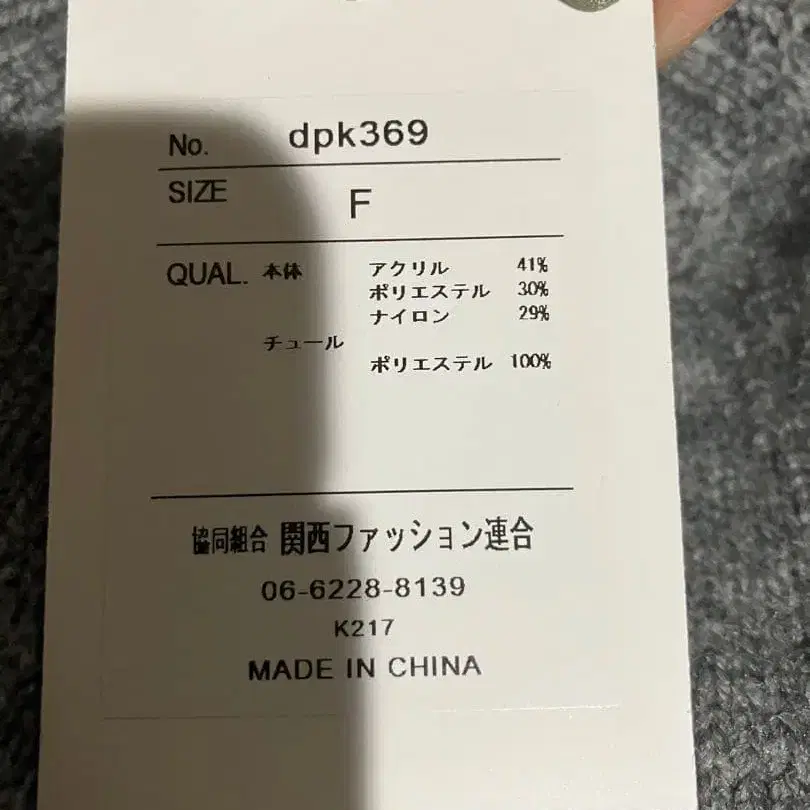 No. dpk369
SIZE F
QUAL. 本体 アクリル 41%
ポリエステル 30%
ナイロン 29%
チュール
ポリエステル 100%
協同組合 関西ファッション連合
06-6228-8139
K217
MADE IN CHINA